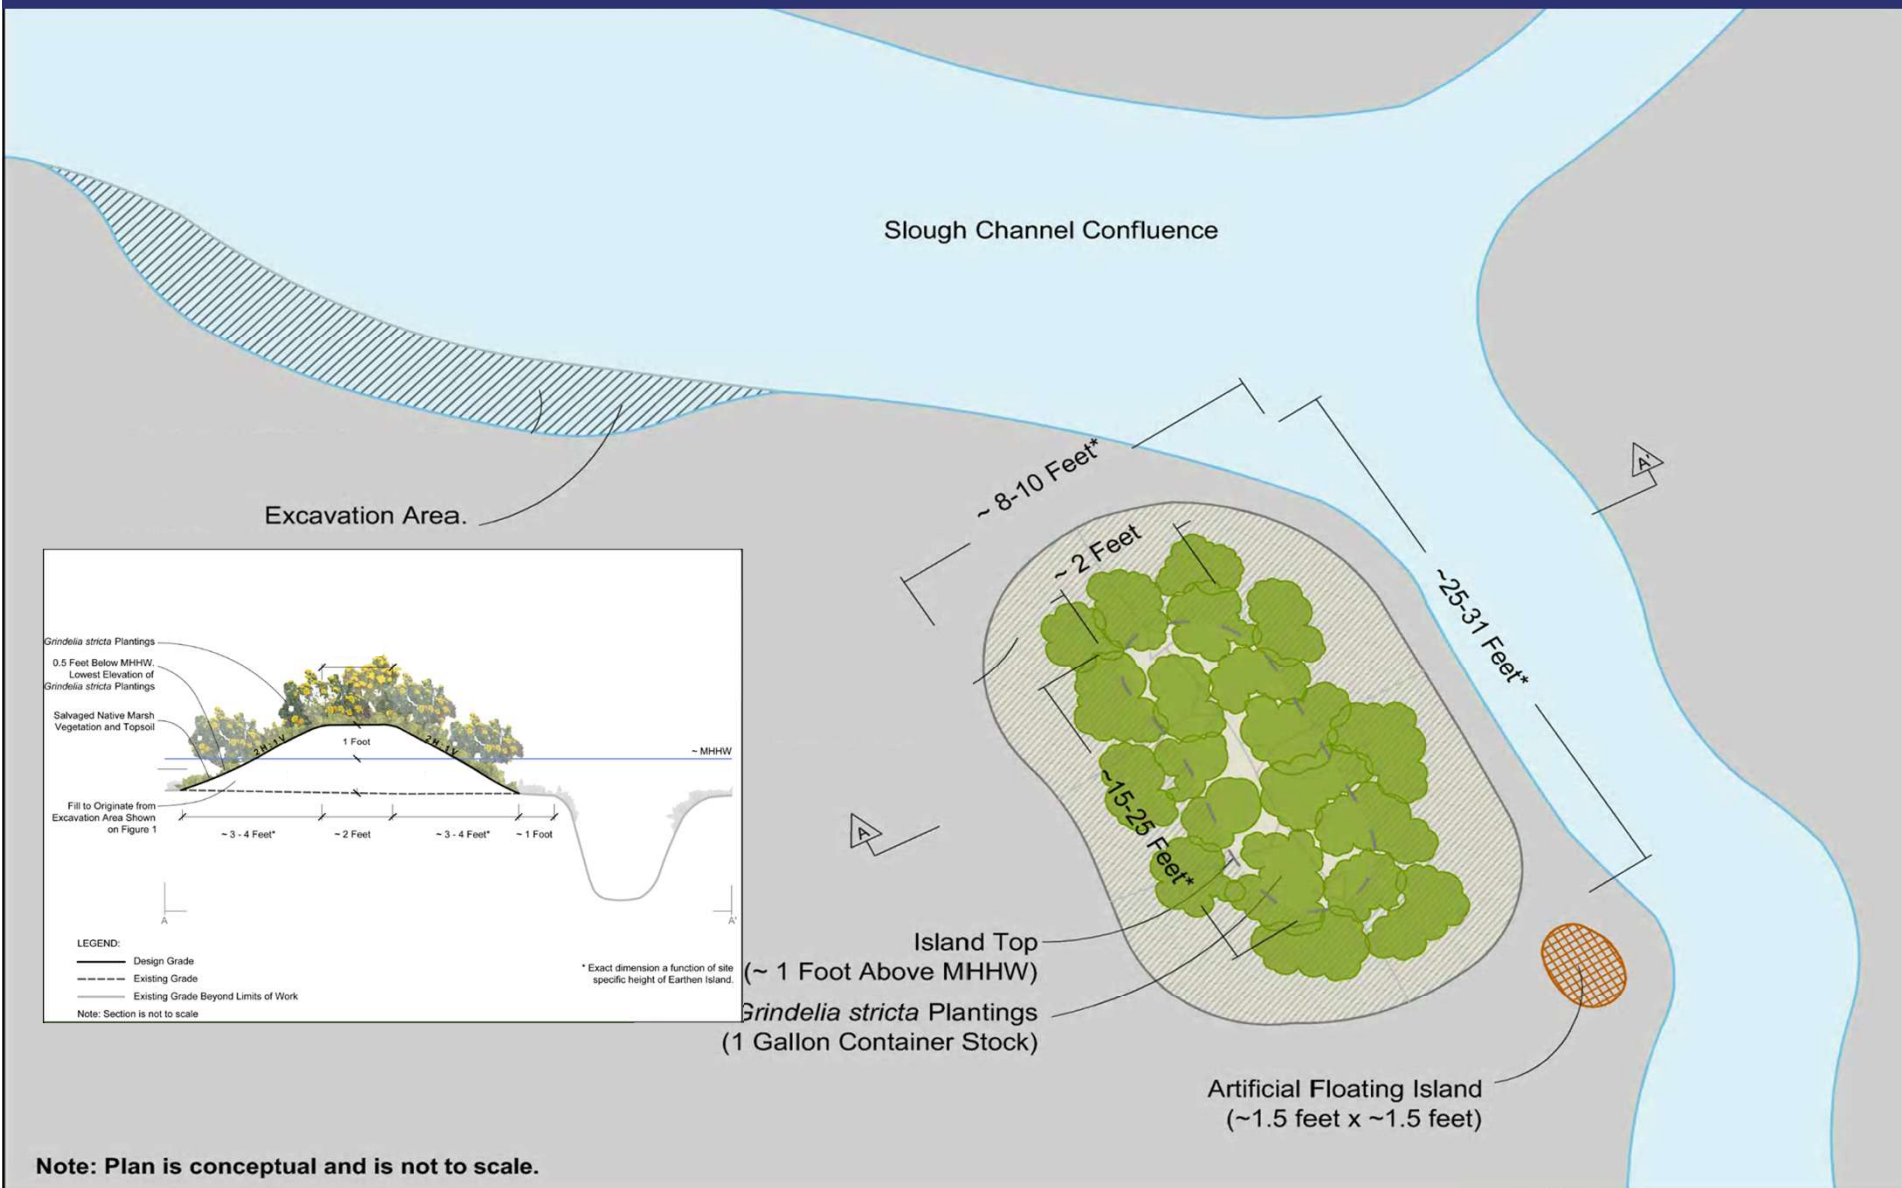 Slough Channel Confluence
~ 8-10 Feet*
A'
~ 2 Feet
~25-31 Feet*
Excavation Area.
~15-25 Feet*
A
Island Top
(~ 1 Foot Above MHHW)
Grindelia stricta Plantings
(1 Gallon Container Stock)
Artificial Floating Island
(~1.5 feet x ~1.5 feet)
Grindelia stricta Plantings
0.5 Feet Below MHHW.
Lowest Elevation of
Grindelia stricta Plantings
Salvaged Native Marsh
Vegetation and Topsoil
2H:1V
1 Foot
2H:1V
~ MHHW
Fill to Originate from
Excavation Area Shown
on Figure 1
~ 3 - 4 Feet*
~ 2 Feet
~ 3 - 4 Feet*
~ 1 Foot
A
A'
LEGEND:
Design Grade
Existing Grade
Existing Grade Beyond Limits of Work
Note: Section is not to scale
* Exact dimension a function of site
specific height of Earthen Island.
Note: Plan is conceptual and is not to scale.